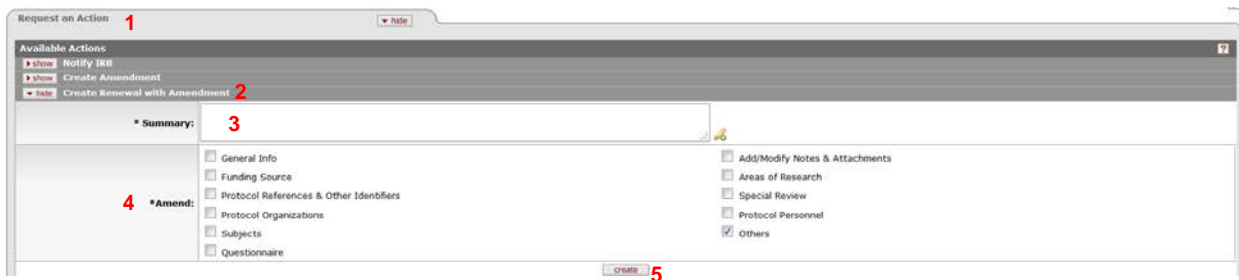 Request an Action 1 hide
Available Actions ?
show Notify IRB
show Create Amendment
hide Create Renewal with Amendment 2
* Summary: 3
General Info Add/Modify Notes & Attachments
Funding Source Areas of Research
Protocol References & Other Identifiers Special Review
4 *Amend: Protocol Organizations Protocol Personnel
Subjects Others
Questionnaire
create 5